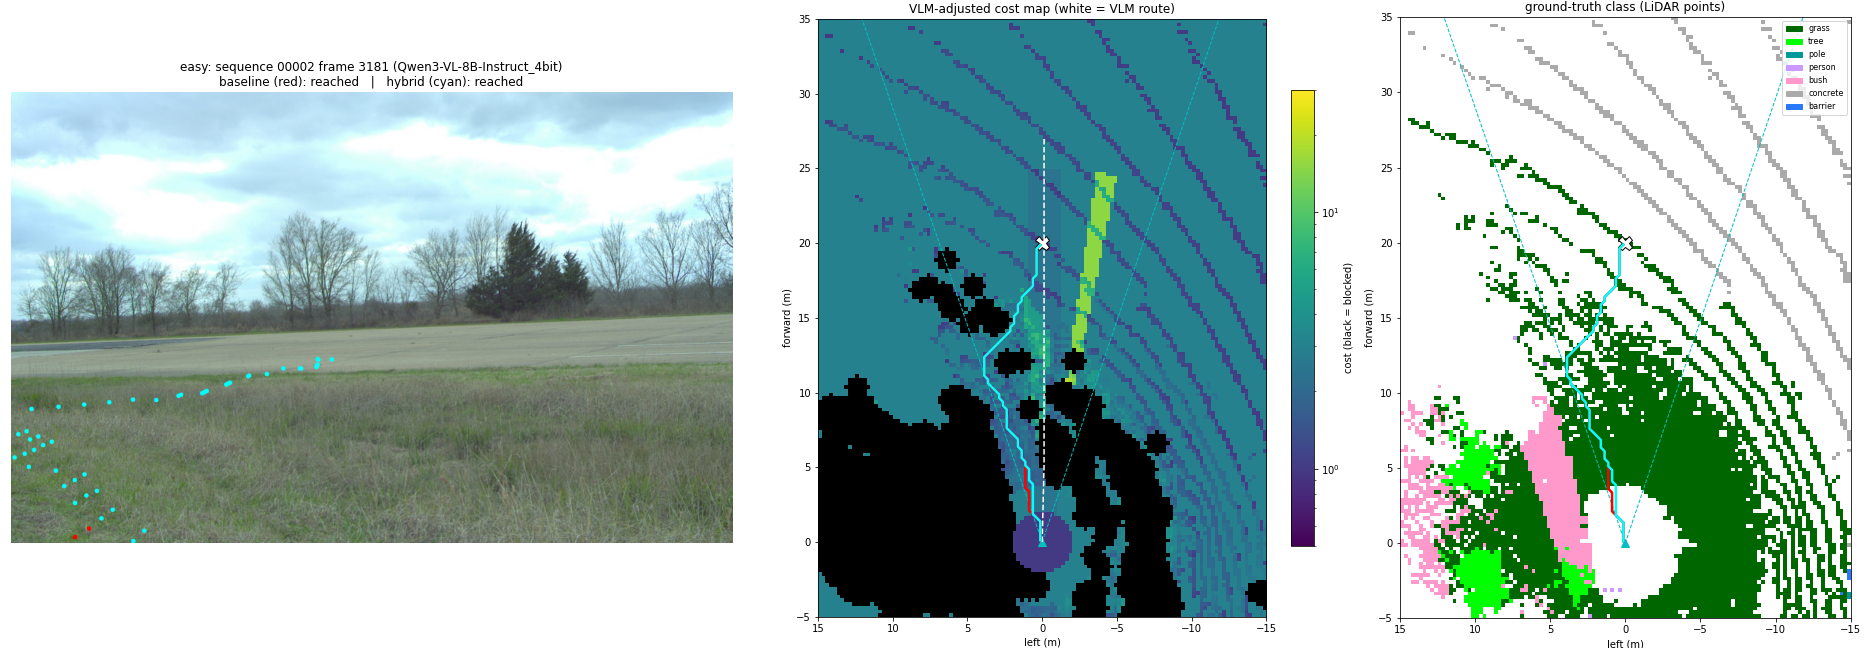 easy: sequence 00002 frame 3181 (Qwen3-VL-8B-Instruct_4bit)
baseline (red): reached | hybrid (cyan): reached
VLM-adjusted cost map (white = VLM route)
35
30
25
20
15
10
5
0
−5
forward (m)
15
10
5
0
−5
−10
−15
left (m)
10¹
10⁰
cost (black = blocked)
ground-truth class (LiDAR points)
grass
tree
pole
person
bush
concrete
barrier
35
30
25
20
15
10
5
0
−5
forward (m)
15
10
5
0
−5
−10
−15
left (m)